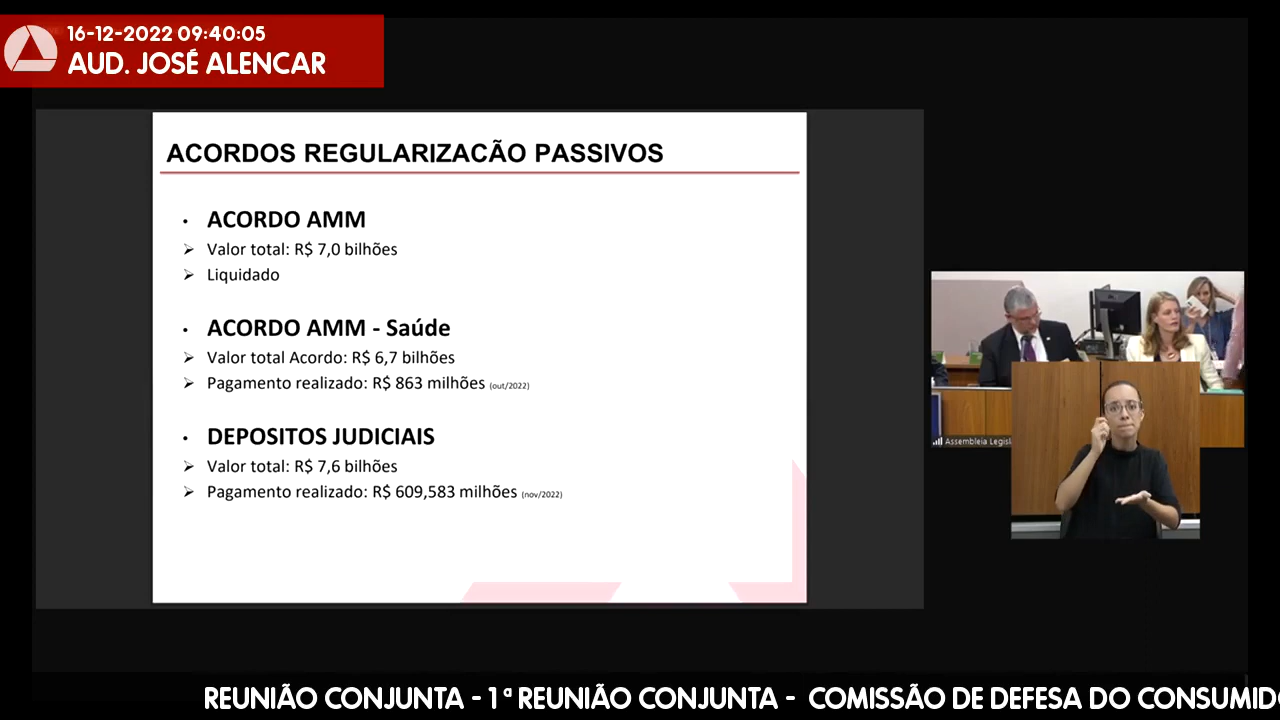 16-12-2022 09:40:05
AUD. JOSÉ ALENCAR
ACORDOS REGULARIZACÃO PASSIVOS
• ACORDO AMM
➢ Valor total: R$ 7,0 bilhões
➢ Liquidado
• ACORDO AMM - Saúde
➢ Valor total Acordo: R$ 6,7 bilhões
➢ Pagamento realizado: R$ 863 milhões (out/2022)
• DEPOSITOS JUDICIAIS
➢ Valor total: R$ 7,6 bilhões
➢ Pagamento realizado: R$ 609,583 milhões (nov/2022)
Assembleia Legisl
REUNIÃO CONJUNTA - 1ª REUNIÃO CONJUNTA - COMISSÃO DE DEFESA DO CONSUMID